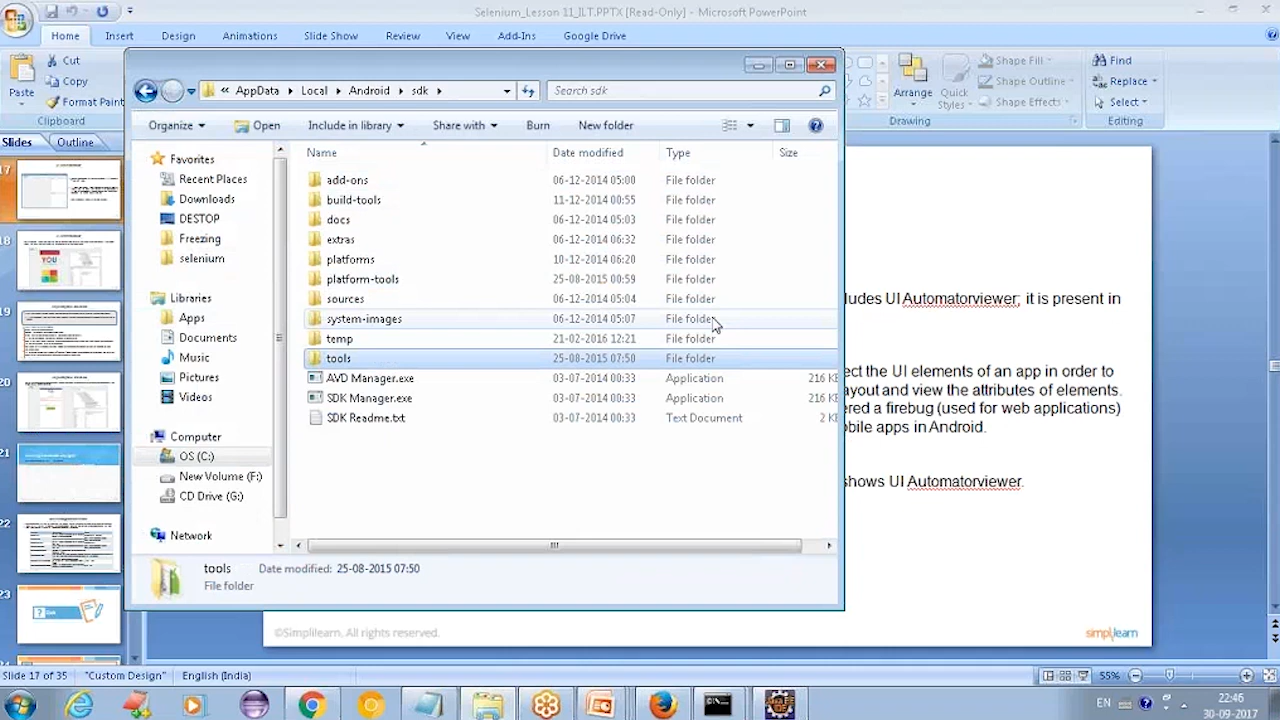 Selenium_Lesson 11_ILT.PPTX [Read-Only] - Microsoft PowerPoint
Home Insert Design Animations Slide Show Review View Add-Ins Google Drive
Paste
Cut
Copy
Format Paint
Clipboard
Arrange
Quick
Styles
Shape Fill
Shape Outline
Shape Effects
Drawing
Find
Replace
Select
Editing
Slides Outline
« AppData Local Android sdk
Search sdk
Organize Open Include in library Share with Burn New folder
Name Date modified Type Size
add-ons 06-12-2014 05:00 File folder
build-tools 11-12-2014 00:55 File folder
docs 06-12-2014 05:03 File folder
extras 06-12-2014 06:32 File folder
platforms 10-12-2014 06:20 File folder
platform-tools 25-08-2015 00:59 File folder
sources 06-12-2014 05:04 File folder
system-images 06-12-2014 05:07 File folder
temp 21-02-2016 12:21 File folder
tools 25-08-2015 07:50 File folder
AVD Manager.exe 03-07-2014 00:33 Application 216 K
SDK Manager.exe 03-07-2014 00:33 Application 216 K
SDK Readme.txt 03-07-2014 00:33 Text Document 2 K
Favorites
Recent Places
Downloads
DESTOP
Freezing
selenium
Libraries
Apps
Documents
Music
Pictures
Videos
Computer
OS (C:)
New Volume (F:)
CD Drive (G:)
Network
tools Date modified: 25-08-2015 07:50
File folder
17
18
19
20
21
22
23
cludes UI Automatorviewer; it is present in
ect the UI elements of an app in order to
ayout and view the attributes of elements.
ered a firebug (used for web applications)
bile apps in Android.
shows UI Automatorviewer.
©Simplilearn. All rights reserved.
simplilearn
Slide 17 of 35 "Custom Design" English (India) 55%
EN
22:46
30-09-2017